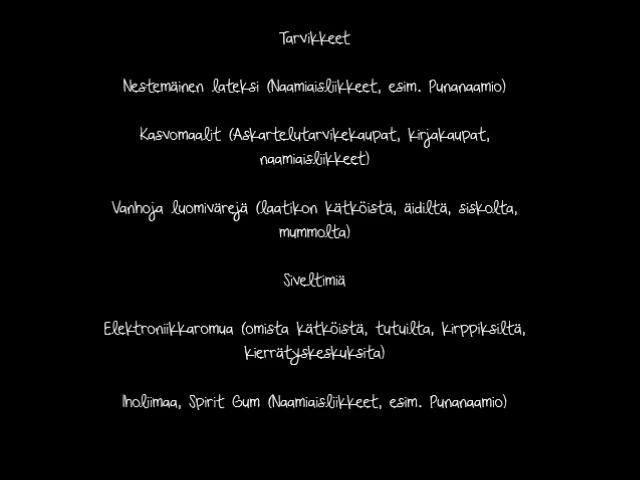 Tarvikkeet
Nestemäinen lateksi (Naamiaisliikkeet, esim. Punanaamio)
Kasvomaalit (Askartelutarvikekaupat, kirjakaupat,
naamiaisliikkeet)
Vanhoja luomivärejä (laatikon kätköistä, äidiltä, siskolta,
mummolta)
Siveltimiä
Elektroniikkaromua (omista kätköistä, tutuilta, kirppiksiltä,
kierrätyskeskuksita)
Iholiimaa, Spirit Gum (Naamiaisliikkeet, esim. Punanaamio)